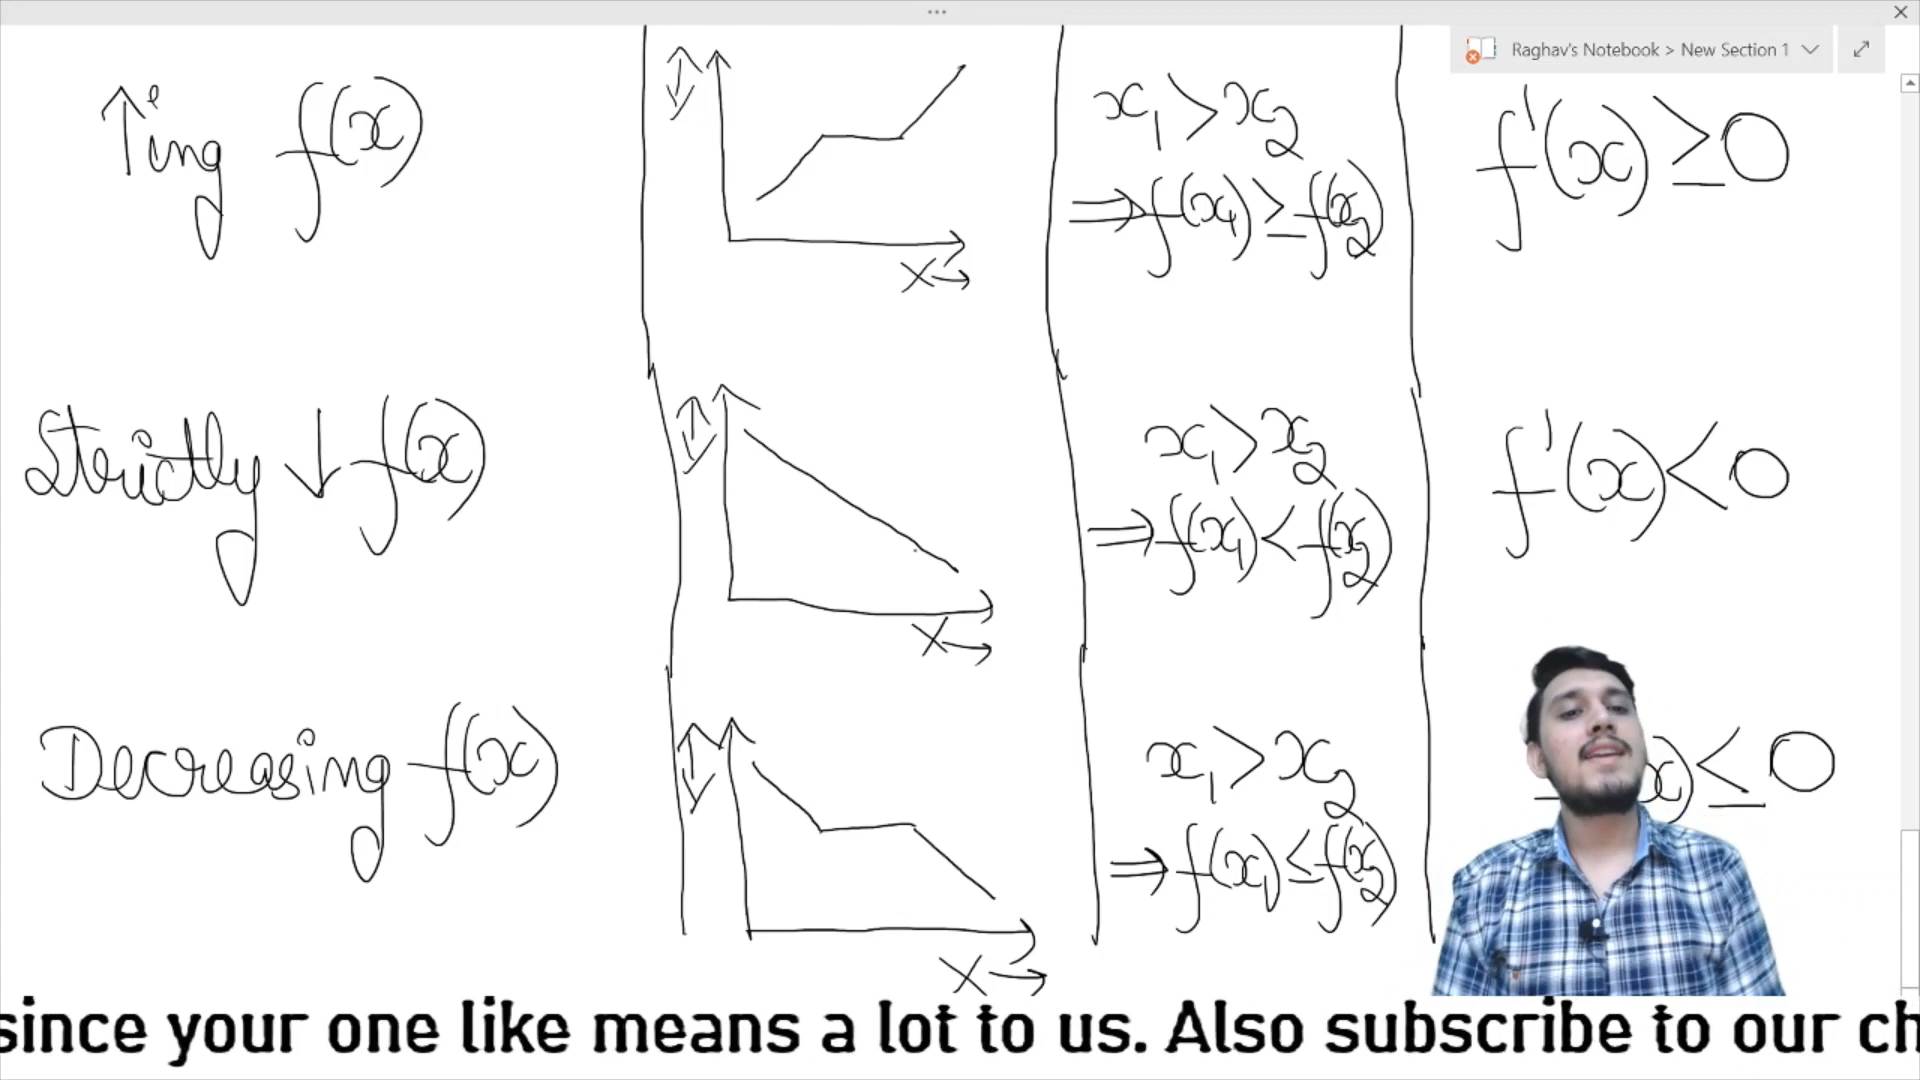 Raghav's Notebook > New Section 1
↑ing f(x)
X→
x₁ > x₂
⇒ f(x₁) ≥ f(x₂)
f'(x) ≥ 0
Strictly ↓ f(x)
X→
x₁ > x₂
⇒ f(x₁) < f(x₂)
f'(x) < 0
Decreasing f(x)
X→
x₁ > x₂
⇒ f(x₁) ≤ f(x₂)
x) ≤ 0
since your one like means a lot to us. Also subscribe to our ch